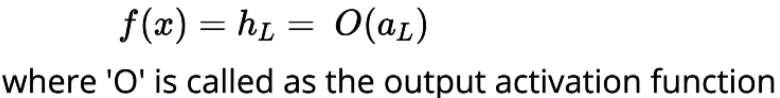 f(x) = h_L = O(a_L)
where 'O' is called as the output activation function